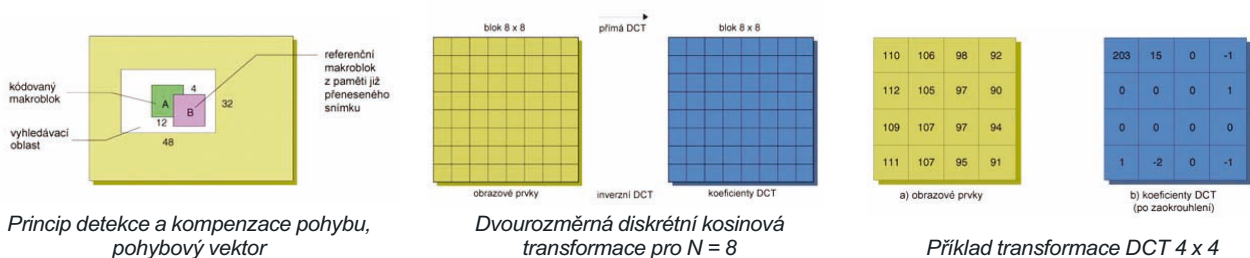 kódovaný
makroblok
vyhledávací
oblast
A
4
B
12
32
48
referenční
makroblok
z paměti již
přeneseného
snímku
Princip detekce a kompenzace pohybu,
pohybový vektor
blok 8 x 8
přímá DCT
blok 8 x 8
obrazové prvky
inverzní DCT
koeficienty DCT
Dvourozměrná diskrétní kosinová
transformace pro N = 8
110 106 98 92
112 105 97 90
109 107 97 94
111 107 95 91
a) obrazové prvky
203 15 0 -1
0 0 0 1
0 0 0 0
1 -2 0 -1
b) koeficienty DCT
(po zaokrouhlení)
Příklad transformace DCT 4 x 4